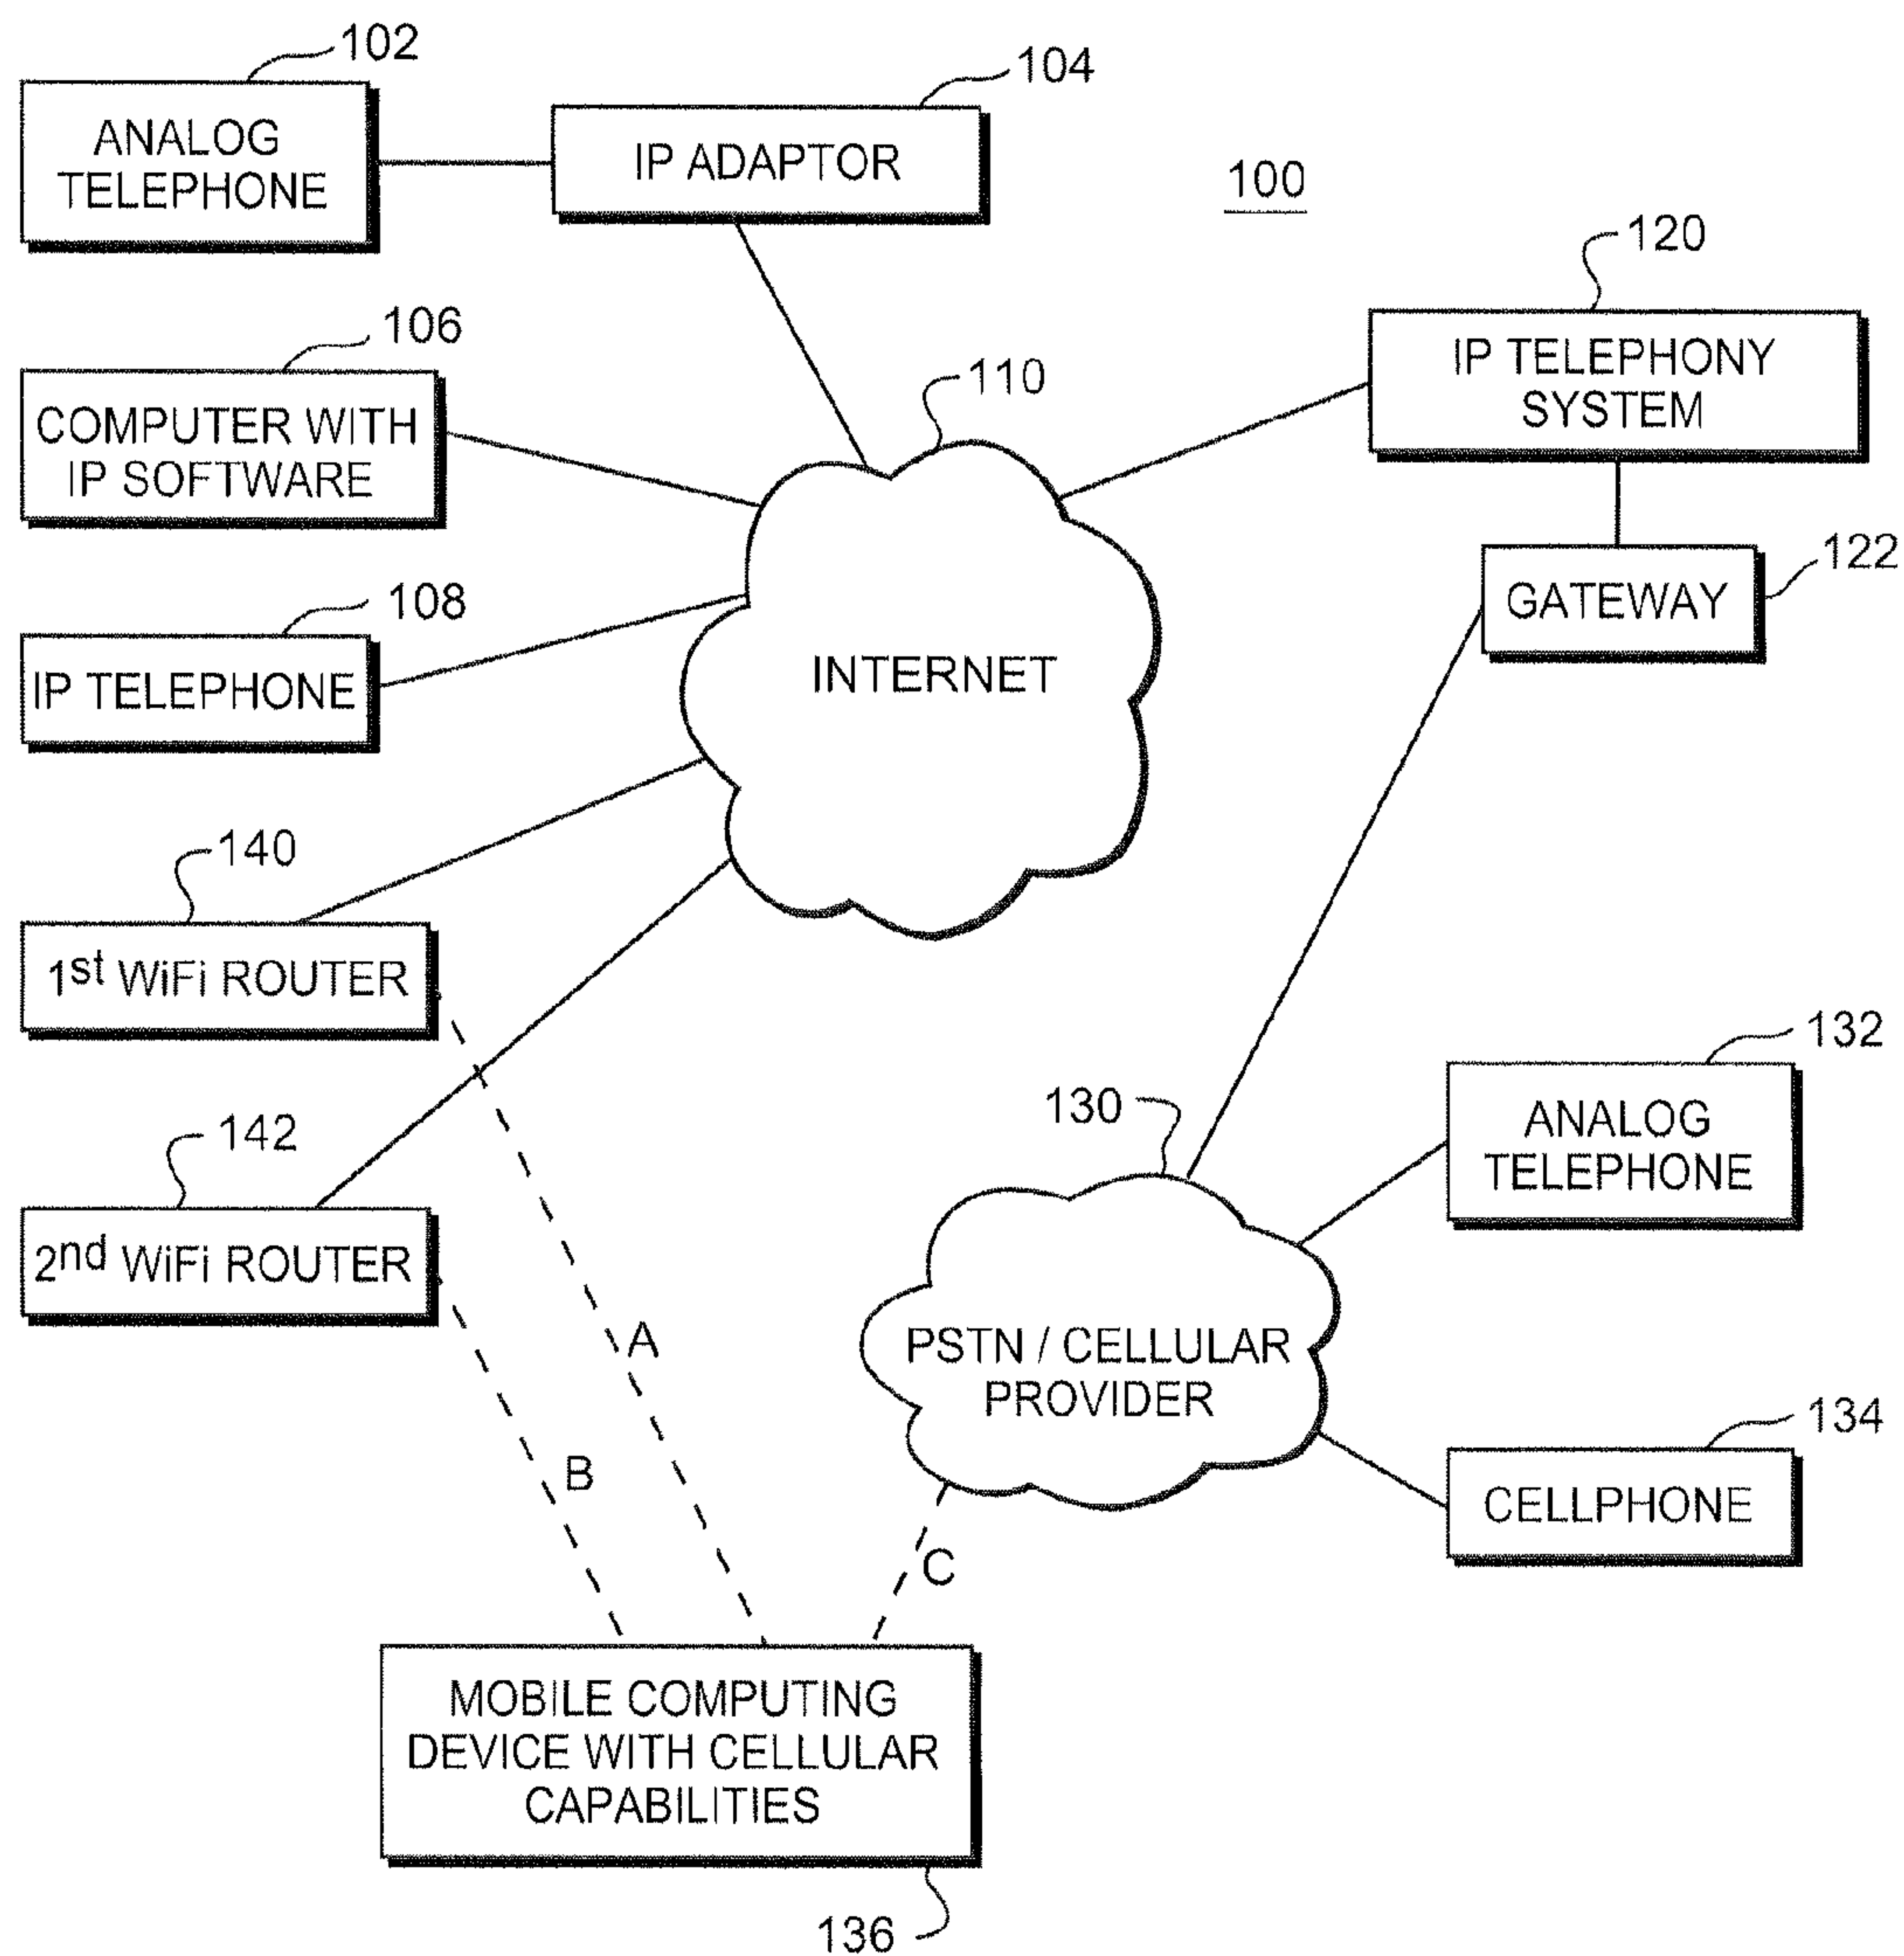 102
ANALOG
TELEPHONE
104
IP ADAPTOR
100
120
IP TELEPHONY
SYSTEM
106
COMPUTER WITH
IP SOFTWARE
110
INTERNET
122
GATEWAY
108
IP TELEPHONE
140
1st WiFi ROUTER
142
2nd WiFi ROUTER
130
PSTN / CELLULAR
PROVIDER
132
ANALOG
TELEPHONE
134
CELLPHONE
A
B
C
MOBILE COMPUTING
DEVICE WITH CELLULAR
CAPABILITIES
136